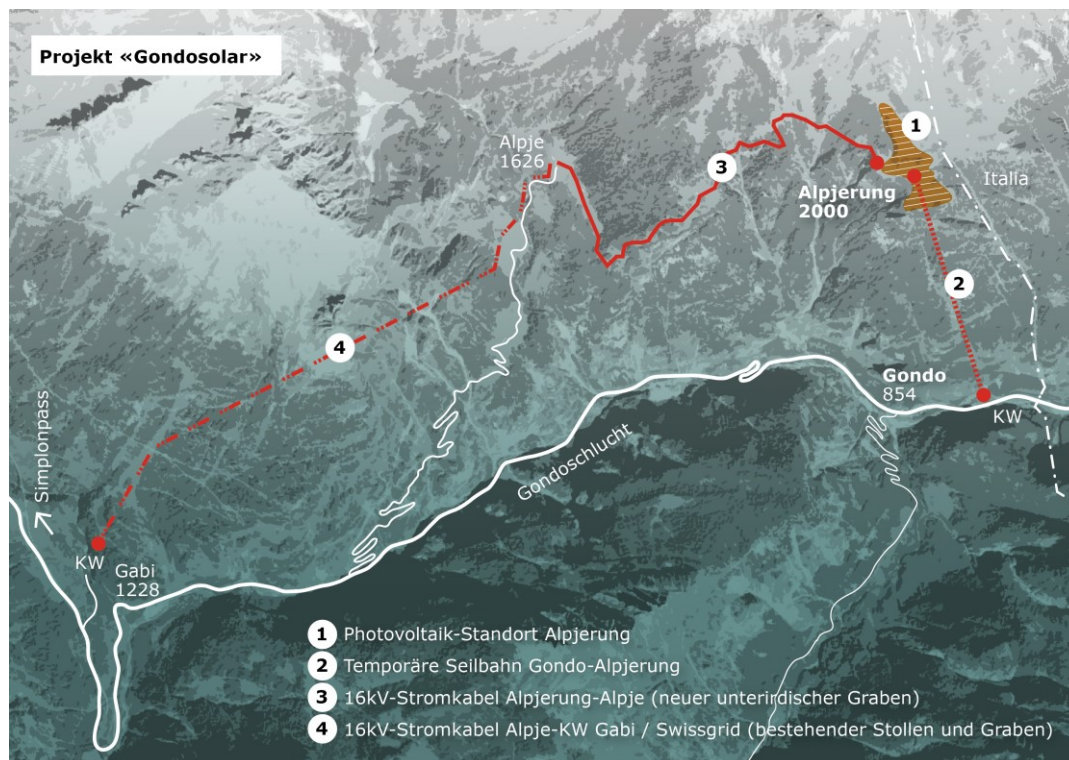 Projekt «Gondosolar»
Alpje
1626
1
3
Alpjerung
2000
Italla
2
4
Gondo
854
KW
Gondoschlucht
Simplonpass
KW
Gabi
1228
1 Photovoltaik-Standort Alpjerung
2 Temporäre Seilbahn Gondo-Alpjerung
3 16kV-Stromkabel Alpjerung-Alpje (neuer unterirdischer Graben)
4 16kV-Stromkabel Alpje-KW Gabi / Swissgrid (bestehender Stollen und Graben)